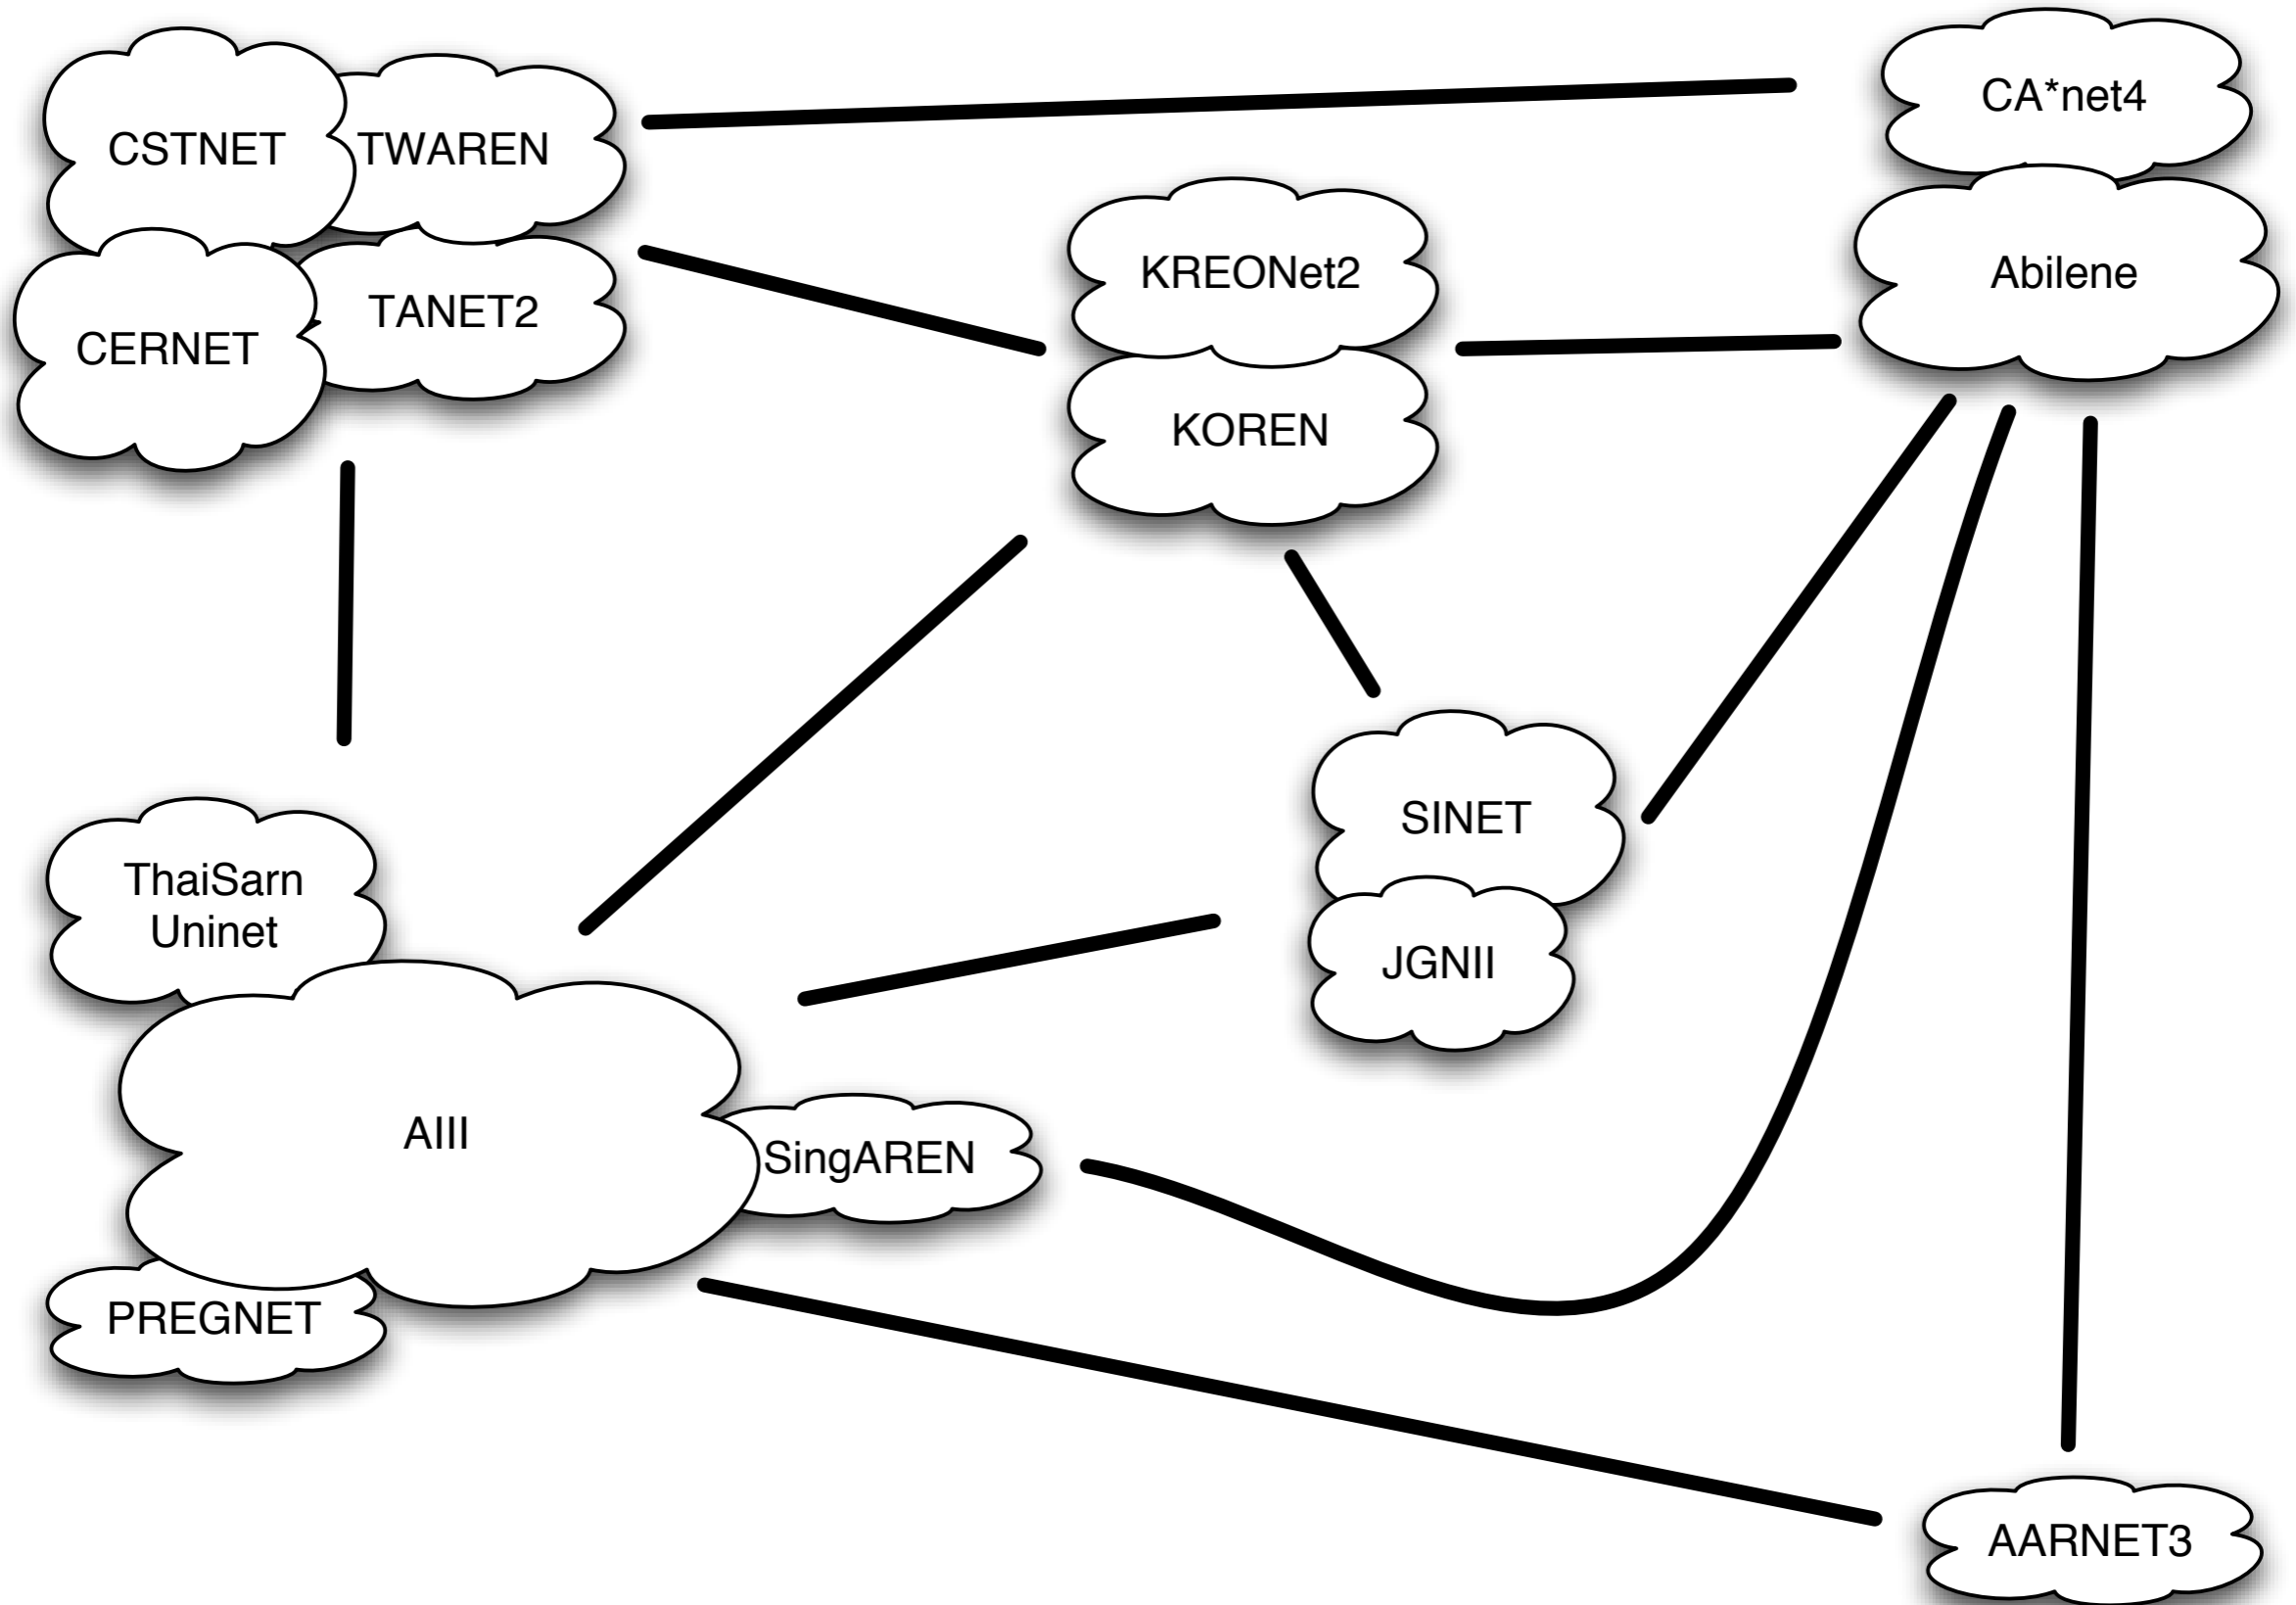 CSTNET
TWAREN
CA*net4
CERNET
TANET2
KREONet2
Abilene
KOREN
SINET
JGNII
ThaiSarn
Uninet
AIII
SingAREN
PREGNET
AARNET3